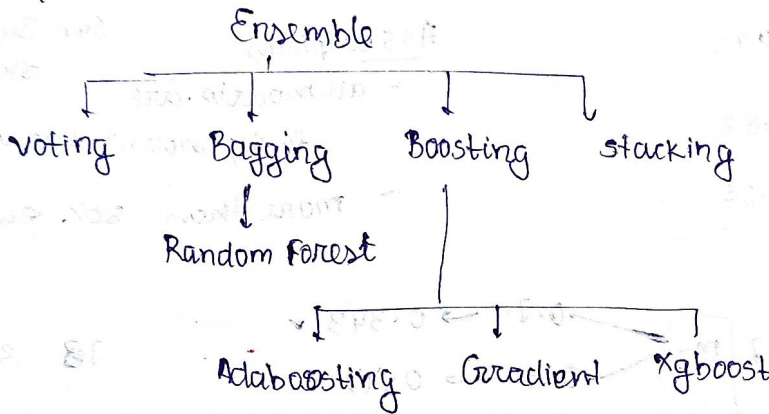 Ensemble
voting Bagging Boosting stacking
Random Forest
Adaboosting Gradient xgboost